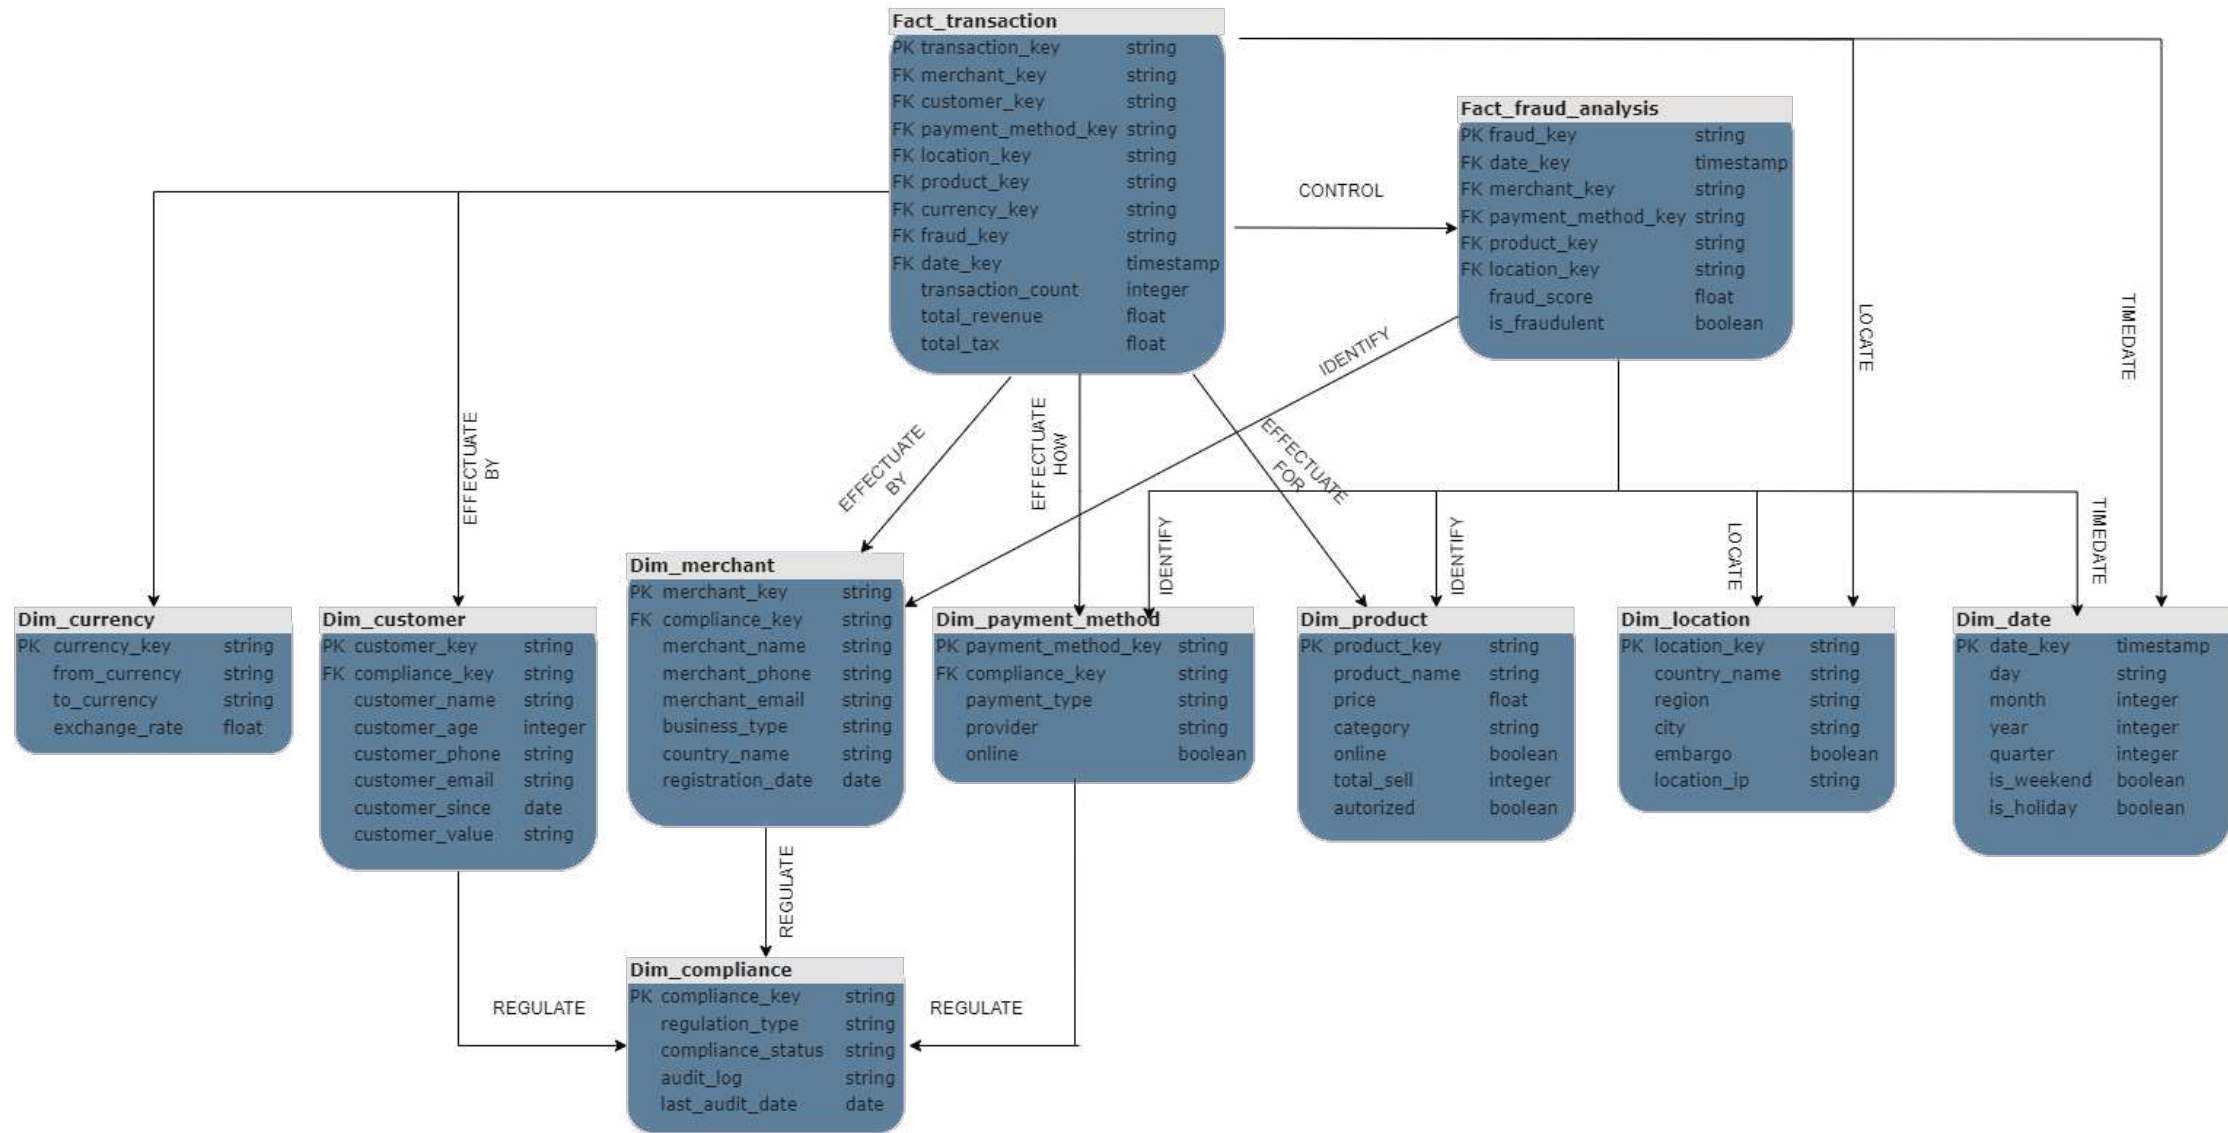 Fact_transaction
PK transaction_key string
FK merchant_key string
FK customer_key string
FK payment_method_key string
FK location_key string
FK product_key string
FK currency_key string
FK fraud_key string
FK date_key timestamp
transaction_count integer
total_revenue float
total_tax float
Fact_fraud_analysis
PK fraud_key string
FK date_key timestamp
FK merchant_key string
FK payment_method_key string
FK product_key string
FK location_key string
fraud_score float
is_fraudulent boolean
CONTROL
LOCATE
TIMEDATE
IDENTIFY
EFFECTUATE
BY
EFFECTUATE
BY
EFFECTUATE
HOW
EFFECTUATE
FOR
IDENTIFY
IDENTIFY
LOCATE
TIMEDATE
Dim_currency
PK currency_key string
from_currency string
to_currency string
exchange_rate float
Dim_customer
PK customer_key string
FK compliance_key string
customer_name string
customer_age integer
customer_phone string
customer_email string
customer_since date
customer_value string
Dim_merchant
PK merchant_key string
FK compliance_key string
merchant_name string
merchant_phone string
merchant_email string
business_type string
country_name string
registration_date date
Dim_payment_method
PK payment_method_key string
FK compliance_key string
payment_type string
provider string
online boolean
Dim_product
PK product_key string
product_name string
price float
category string
online boolean
total_sell integer
autorized boolean
Dim_location
PK location_key string
country_name string
region string
city string
embargo boolean
location_ip string
Dim_date
PK date_key timestamp
day string
month integer
year integer
quarter integer
is_weekend boolean
is_holiday boolean
REGULATE
REGULATE
REGULATE
Dim_compliance
PK compliance_key string
regulation_type string
compliance_status string
audit_log string
last_audit_date date